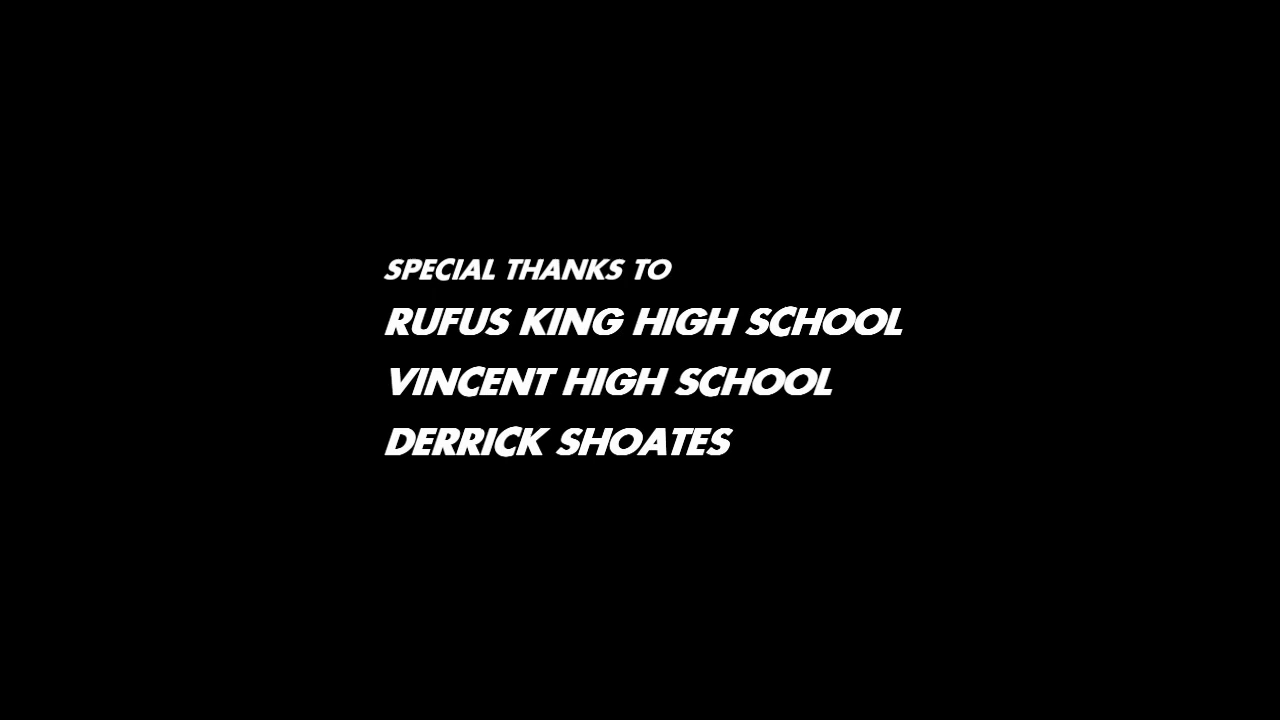 SPECIAL THANKS TO
RUFUS KING HIGH SCHOOL
VINCENT HIGH SCHOOL
DERRICK SHOATES